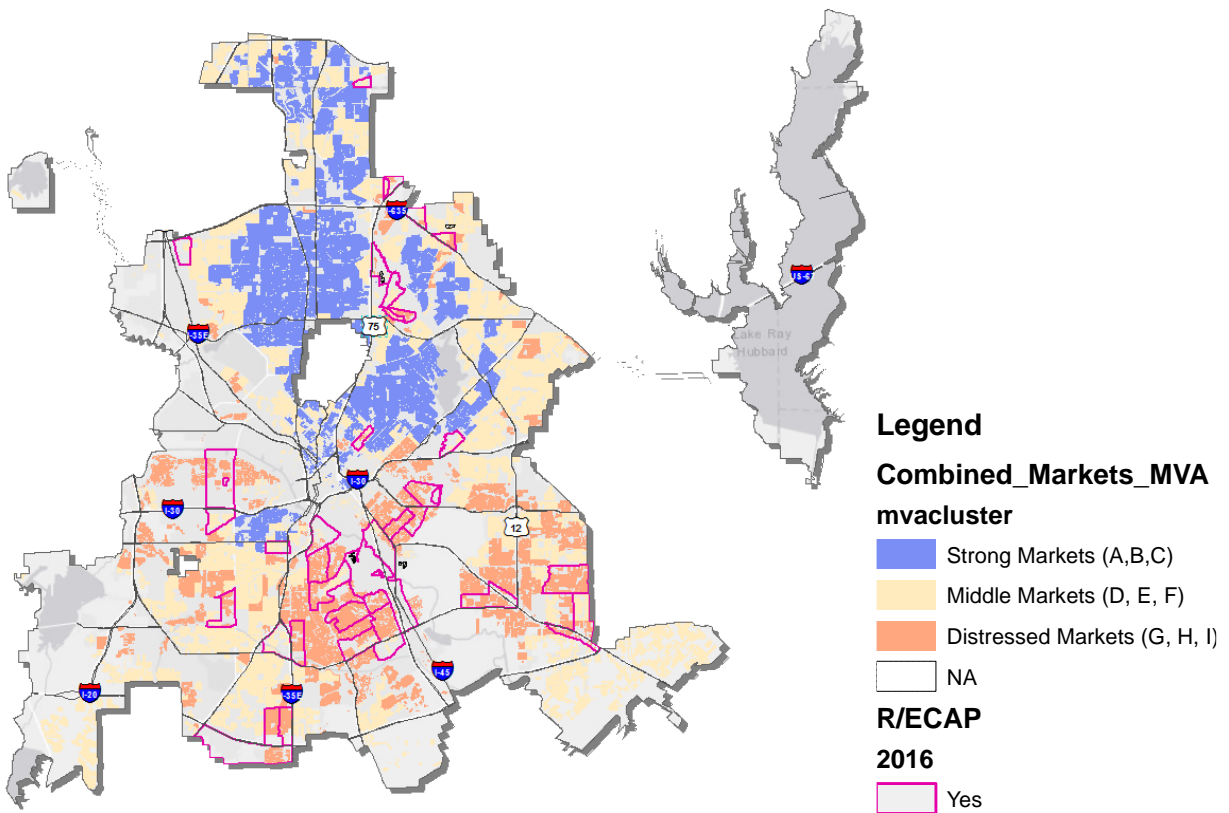 I-635
75
I-35E
US-67
Lake Ray
Hubbard
I-30
I-30
12
I-20
I-35E
I-45
Legend
Combined_Markets_MVA
mvacluster
Strong Markets (A,B,C)
Middle Markets (D, E, F)
Distressed Markets (G, H, I)
NA
R/ECAP
2016
Yes